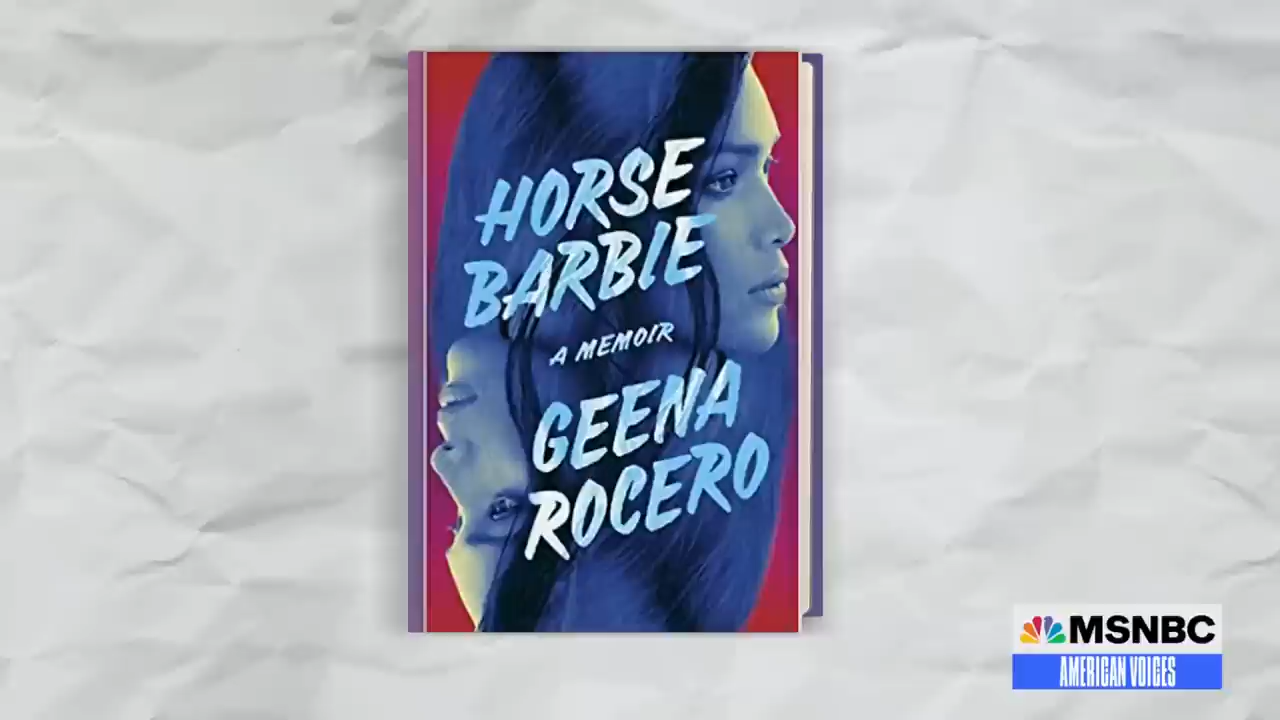 HORSE
BARBIE
A MEMOIR
GEENA
ROCERO
MSNBC
AMERICAN VOICES